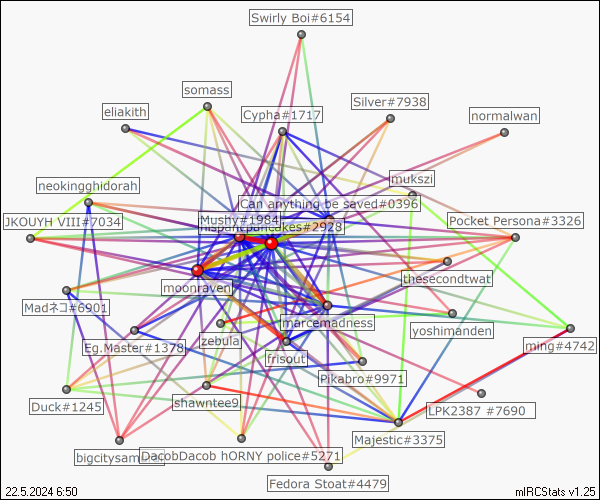 Swirly Boi#6154
somass
Silver#7938
eliakith
Cypha#1717
normalwan
mukszi
neokingghidorah
Can anything be saved#0396
JKOUYH VIII#7034
Mushy#1984
Pocket Persona#3326
pancakes#2928
thesecondtwat
moonraven
Madネコ#6901
marcemadness
yoshimanden
zebula
ming#4742
Eg.Master#1378
frisout
Pikabro#9971
Duck#1245
shawntee9
LPK2387 #7690
Majestic#3375
DacobDacob hORNY police#5271
Fedora Stoat#4479
22.5.2024 6:50
mIRCStats v1.25